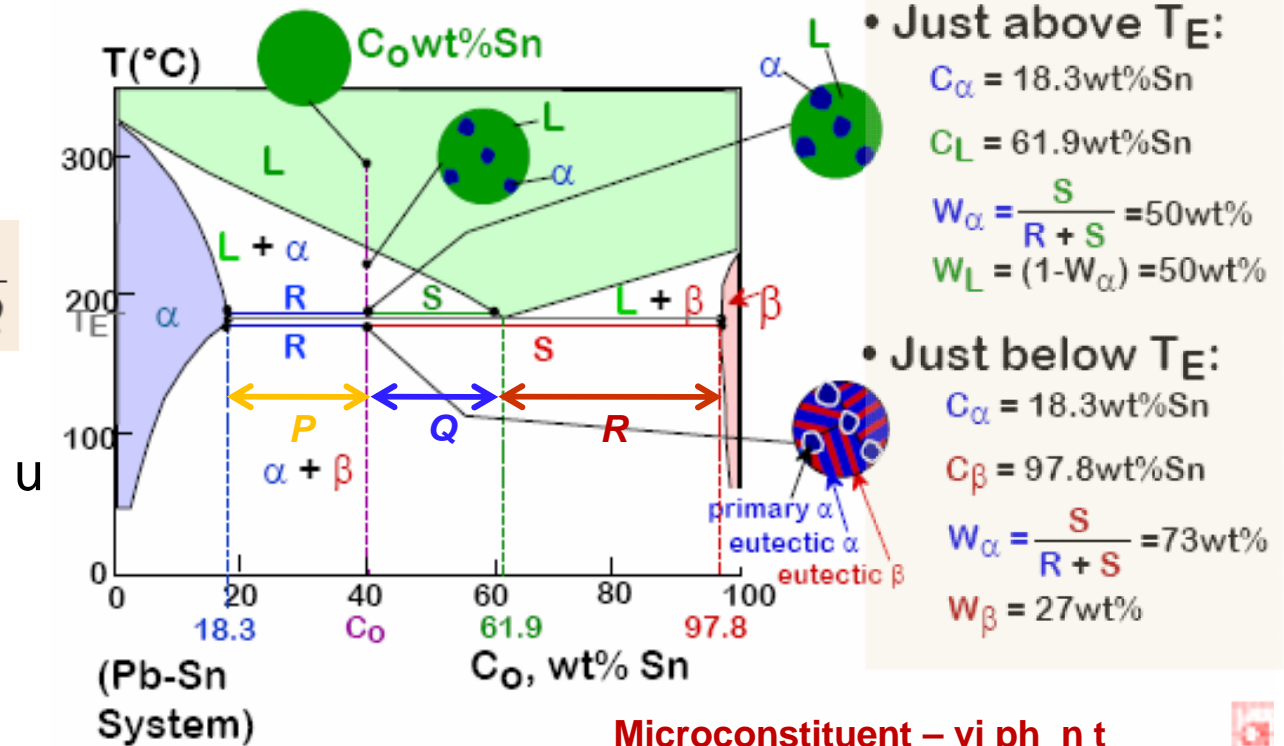 T(°C)
Cowt%Sn
L
α
L
α
L
L + α
L + β
β
α
300
200
TE
100
0
R
S
R
S
P
Q
R
α + β
u
primary α
eutectic α
eutectic β
0 20 40 60 80 100
18.3 Co 61.9 97.8
Co, wt% Sn
(Pb-Sn
System)
• Just above TE:
Cα = 18.3wt%Sn
CL = 61.9wt%Sn
Wα = S / R + S =50wt%
WL = (1-Wα) =50wt%
• Just below TE:
Cα = 18.3wt%Sn
Cβ = 97.8wt%Sn
Wα = S / R + S =73wt%
Wβ = 27wt%
Microconstituent – vi ph n t